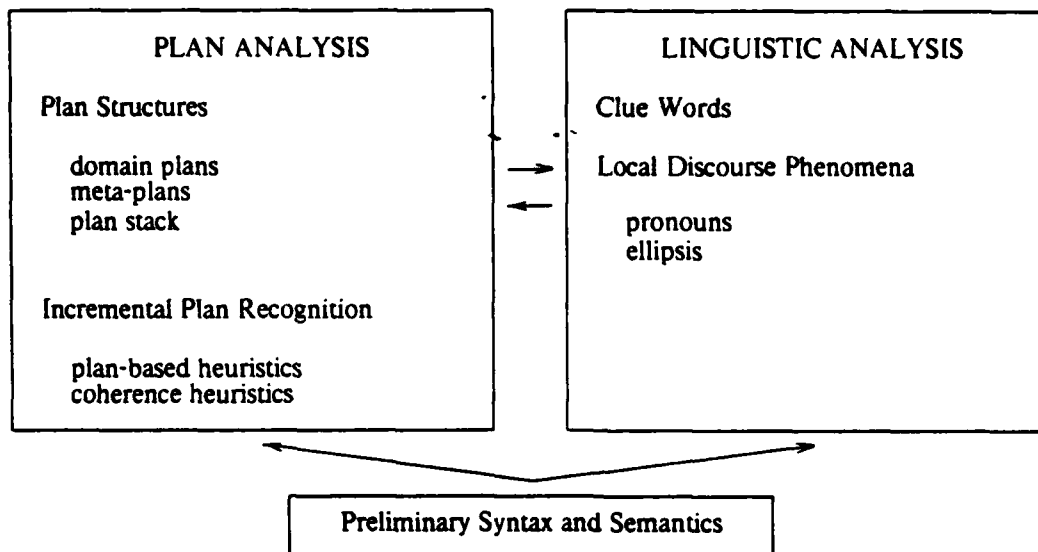 PLAN ANALYSIS
Plan Structures
domain plans
meta-plans
plan stack
Incremental Plan Recognition
plan-based heuristics
coherence heuristics
LINGUISTIC ANALYSIS
Clue Words
Local Discourse Phenomena
pronouns
ellipsis
Preliminary Syntax and Semantics